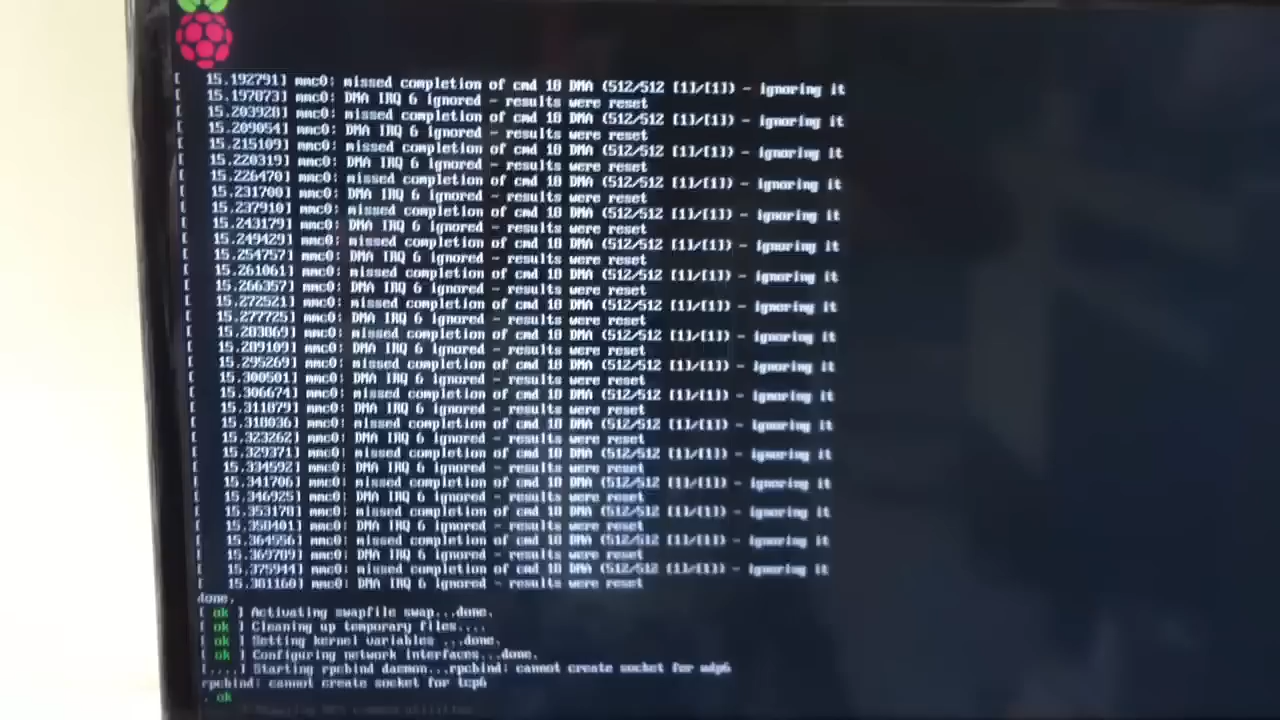 [ 15.192791] mmc0: missed completion of cmd 18 DMA (512/512 [1]/[1]) - ignoring it
[ 15.197873] mmc0: DMA IRQ 6 ignored - results were reset
[ 15.203928] mmc0: missed completion of cmd 18 DMA (512/512 [1]/[1]) - ignoring it
[ 15.209054] mmc0: DMA IRQ 6 ignored - results were reset
[ 15.215109] mmc0: missed completion of cmd 18 DMA (512/512 [1]/[1]) - ignoring it
[ 15.220319] mmc0: DMA IRQ 6 ignored - results were reset
[ 15.226470] mmc0: missed completion of cmd 18 DMA (512/512 [1]/[1]) - ignoring it
[ 15.231700] mmc0: DMA IRQ 6 ignored - results were reset
[ 15.237910] mmc0: missed completion of cmd 18 DMA (512/512 [1]/[1]) - ignoring it
[ 15.243179] mmc0: DMA IRQ 6 ignored - results were reset
[ 15.249429] mmc0: missed completion of cmd 18 DMA (512/512 [1]/[1]) - ignoring it
[ 15.254757] mmc0: DMA IRQ 6 ignored - results were reset
[ 15.261061] mmc0: missed completion of cmd 18 DMA (512/512 [1]/[1]) - ignoring it
[ 15.266357] mmc0: DMA IRQ 6 ignored - results were reset
[ 15.272521] mmc0: missed completion of cmd 18 DMA (512/512 [1]/[1]) - ignoring it
[ 15.277725] mmc0: DMA IRQ 6 ignored - results were reset
[ 15.283869] mmc0: missed completion of cmd 18 DMA (512/512 [1]/[1]) - ignoring it
[ 15.289109] mmc0: DMA IRQ 6 ignored - results were reset
[ 15.295269] mmc0: missed completion of cmd 18 DMA (512/512 [1]/[1]) - ignoring it
[ 15.300501] mmc0: DMA IRQ 6 ignored - results were reset
[ 15.306674] mmc0: missed completion of cmd 18 DMA (512/512 [1]/[1]) - ignoring it
[ 15.311879] mmc0: DMA IRQ 6 ignored - results were reset
[ 15.318036] mmc0: missed completion of cmd 18 DMA (512/512 [1]/[1]) - ignoring it
[ 15.323262] mmc0: DMA IRQ 6 ignored - results were reset
[ 15.329371] mmc0: missed completion of cmd 18 DMA (512/512 [1]/[1]) - ignoring it
[ 15.334592] mmc0: DMA IRQ 6 ignored - results were reset
[ 15.341706] mmc0: missed completion of cmd 18 DMA (512/512 [1]/[1]) - ignoring it
[ 15.346925] mmc0: DMA IRQ 6 ignored - results were reset
[ 15.353178] mmc0: missed completion of cmd 18 DMA (512/512 [1]/[1]) - ignoring it
[ 15.358401] mmc0: DMA IRQ 6 ignored - results were reset
[ 15.364556] mmc0: missed completion of cmd 18 DMA (512/512 [1]/[1]) - ignoring it
[ 15.369789] mmc0: DMA IRQ 6 ignored - results were reset
[ 15.375944] mmc0: missed completion of cmd 18 DMA (512/512 [1]/[1]) - ignoring it
[ 15.381160] mmc0: DMA IRQ 6 ignored - results were reset
done.
[ ok ] Activating swapfile swap...done.
[ ok ] Cleaning up temporary files....
[ ok ] Setting kernel variables ...done.
[ ok ] Configuring network interfaces...done.
[....] Starting rpcbind daemon...rpcbind: cannot create socket for udp6
rpcbind: cannot create socket for tcp6
. ok